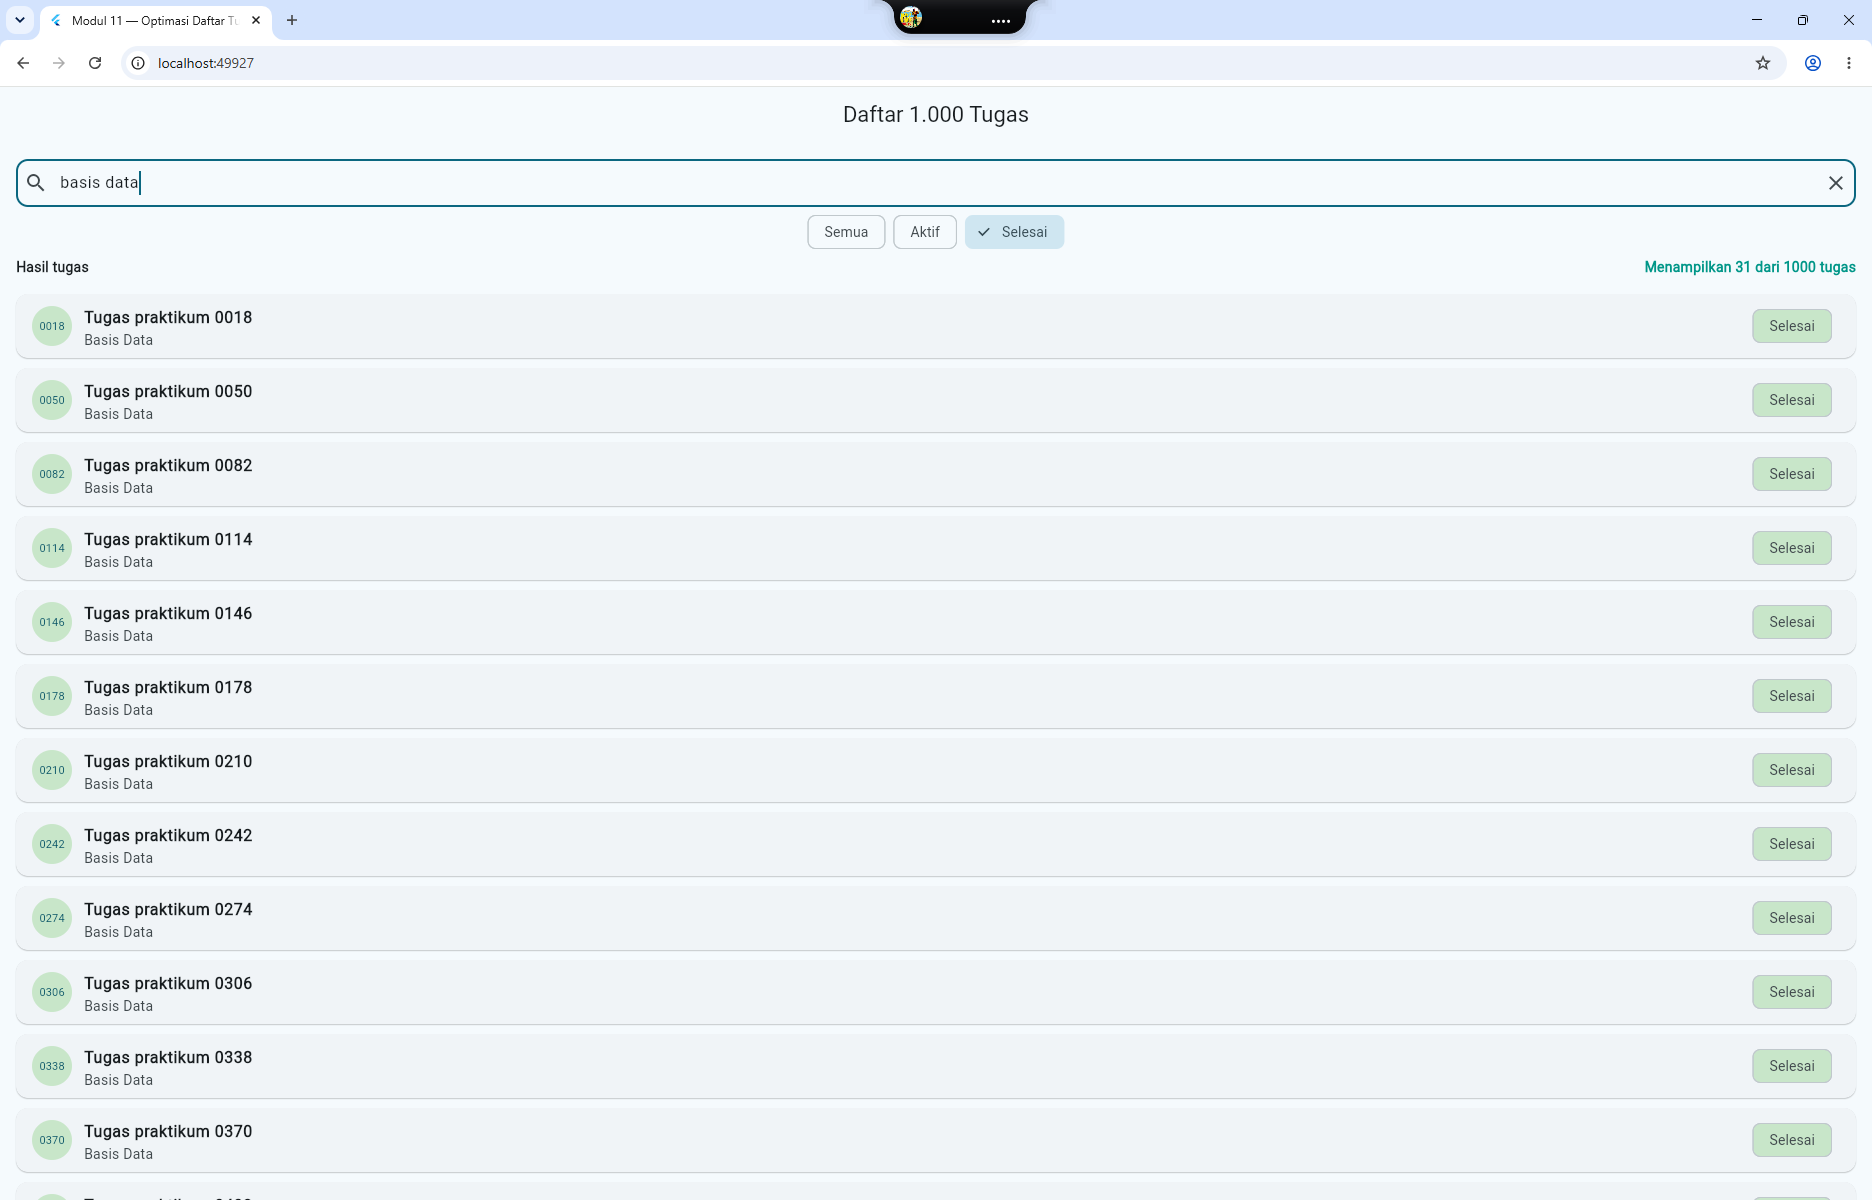 Modul 11 — Optimasi Daftar Tu
localhost:49927
Daftar 1.000 Tugas
basis data
Semua
Aktif
Selesai
Hasil tugas
Menampilkan 31 dari 1000 tugas
0018
Tugas praktikum 0018
Basis Data
Selesai
0050
Tugas praktikum 0050
Basis Data
Selesai
0082
Tugas praktikum 0082
Basis Data
Selesai
0114
Tugas praktikum 0114
Basis Data
Selesai
0146
Tugas praktikum 0146
Basis Data
Selesai
0178
Tugas praktikum 0178
Basis Data
Selesai
0210
Tugas praktikum 0210
Basis Data
Selesai
0242
Tugas praktikum 0242
Basis Data
Selesai
0274
Tugas praktikum 0274
Basis Data
Selesai
0306
Tugas praktikum 0306
Basis Data
Selesai
0338
Tugas praktikum 0338
Basis Data
Selesai
0370
Tugas praktikum 0370
Basis Data
Selesai